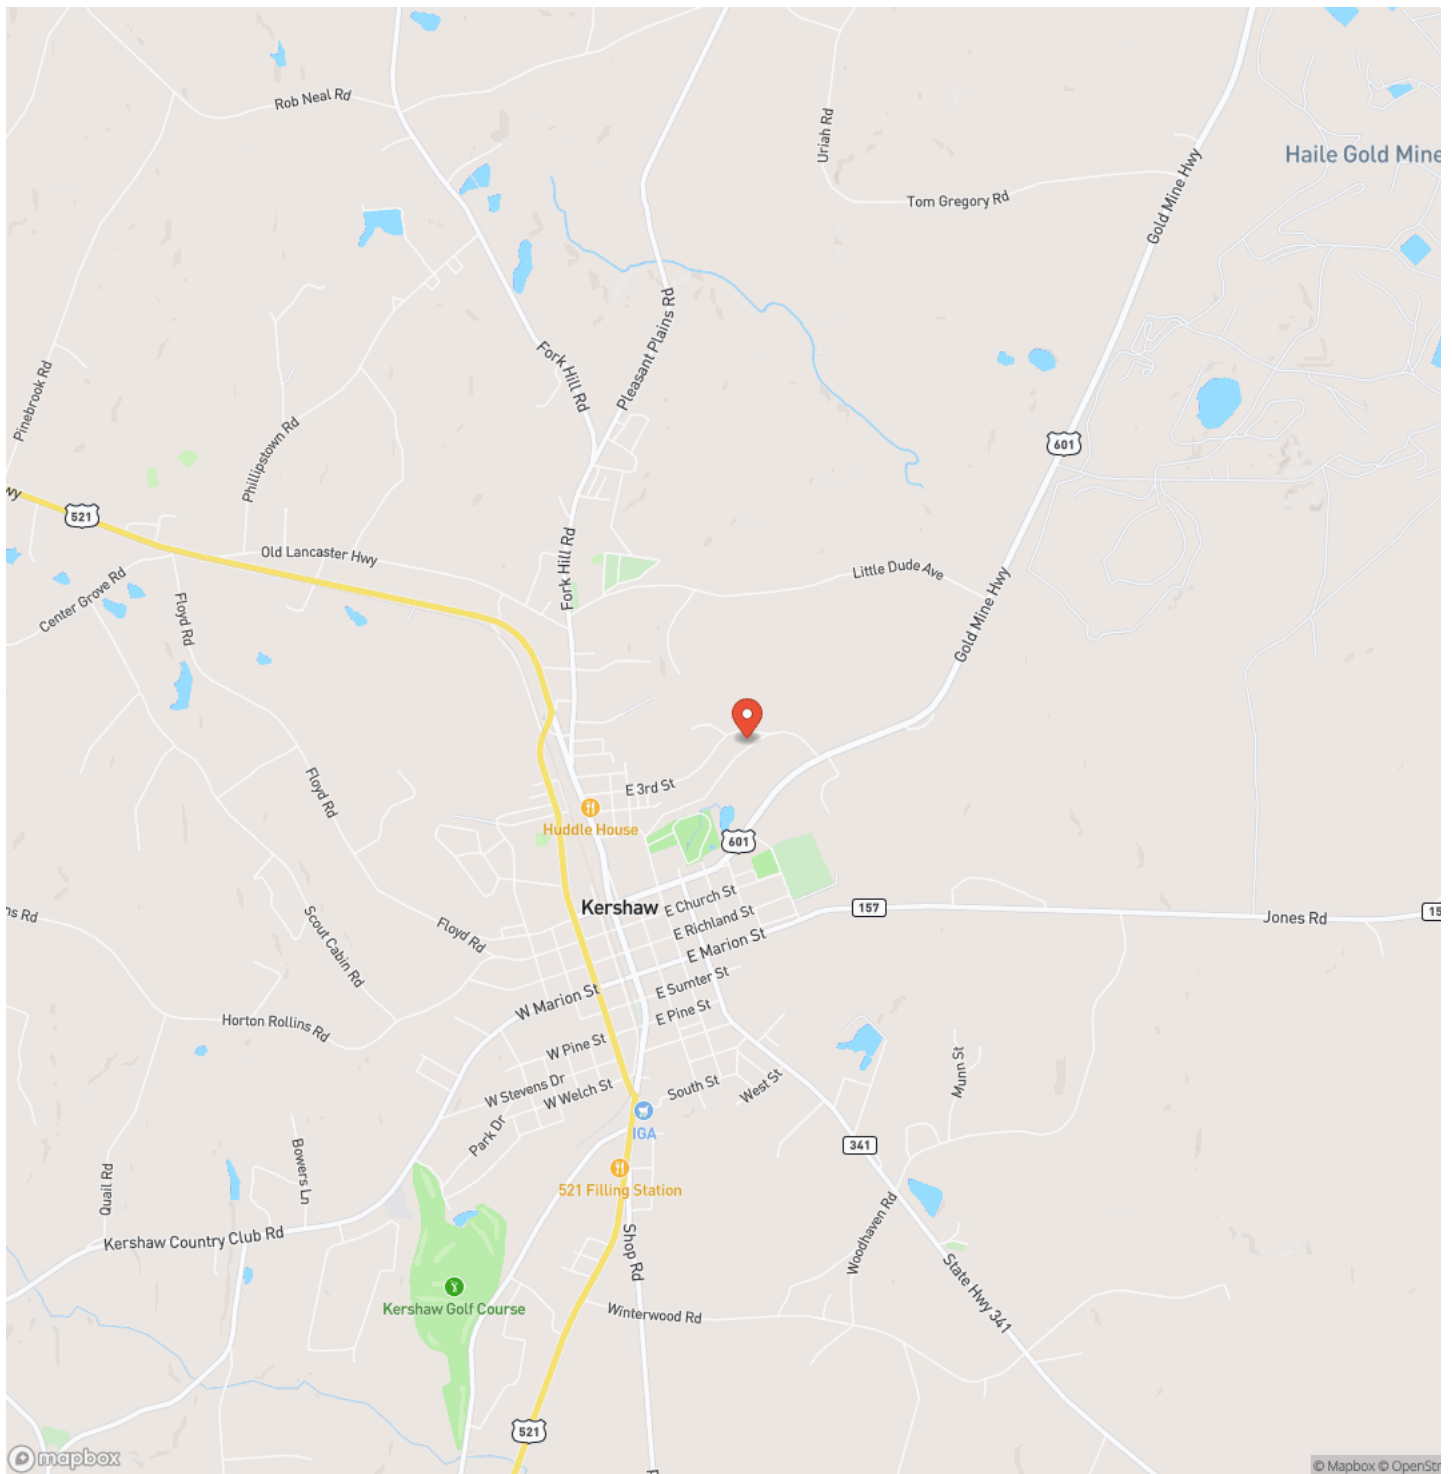 Rob Neal Rd
Uriah Rd
Haile Gold Mine
Tom Gregory Rd
Gold Mine Hwy
Pleasant Plains Rd
Fork Hill Rd
Pinebrook Rd
Phillipstown Rd
601
wy
521
Old Lancaster Hwy
Fork Hill Rd
Little Dude Ave
Center Grove Rd
Floyd Rd
Gold Mine Hwy
Floyd Rd
E 3rd St
Huddle House
601
Kershaw
E Church St
157
15
ns Rd
Scout Cabin Rd
Floyd Rd
E Richland St
Jones Rd
E Marion St
E Sumter St
W Marion St
E Pine St
Horton Rollins Rd
W Pine St
Munn St
W Stevens Dr
W Welch St
South St
West St
Park Dr
IGA
341
Bowers Ln
Quail Rd
521 Filling Station
Woodhaven Rd
Kershaw Country Club Rd
Shop Rd
State Hwy 341
Kershaw Golf Course
Winterwood Rd
521
mapbox
© Mapbox © OpenStr